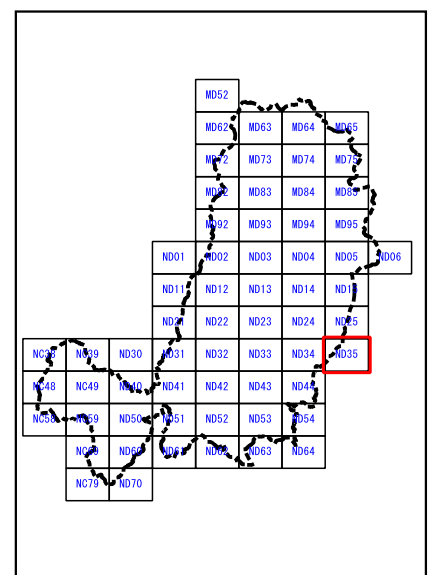 MD52
MD62 MD63 MD64 MD65
MD72 MD73 MD74 MD75
MD82 MD83 MD84 MD85
MD92 MD93 MD94 MD95
ND01 ND02 ND03 ND04 ND05 ND06
ND11 ND12 ND13 ND14 ND15
ND21 ND22 ND23 ND24 ND25
NC38 NC39 ND30 ND31 ND32 ND33 ND34 ND35
NC48 NC49 ND40 ND41 ND42 ND43 ND44
NC58 NC59 ND50 ND51 ND52 ND53 ND54
NC69 ND60 ND61 ND62 ND63 ND64
NC79 ND70